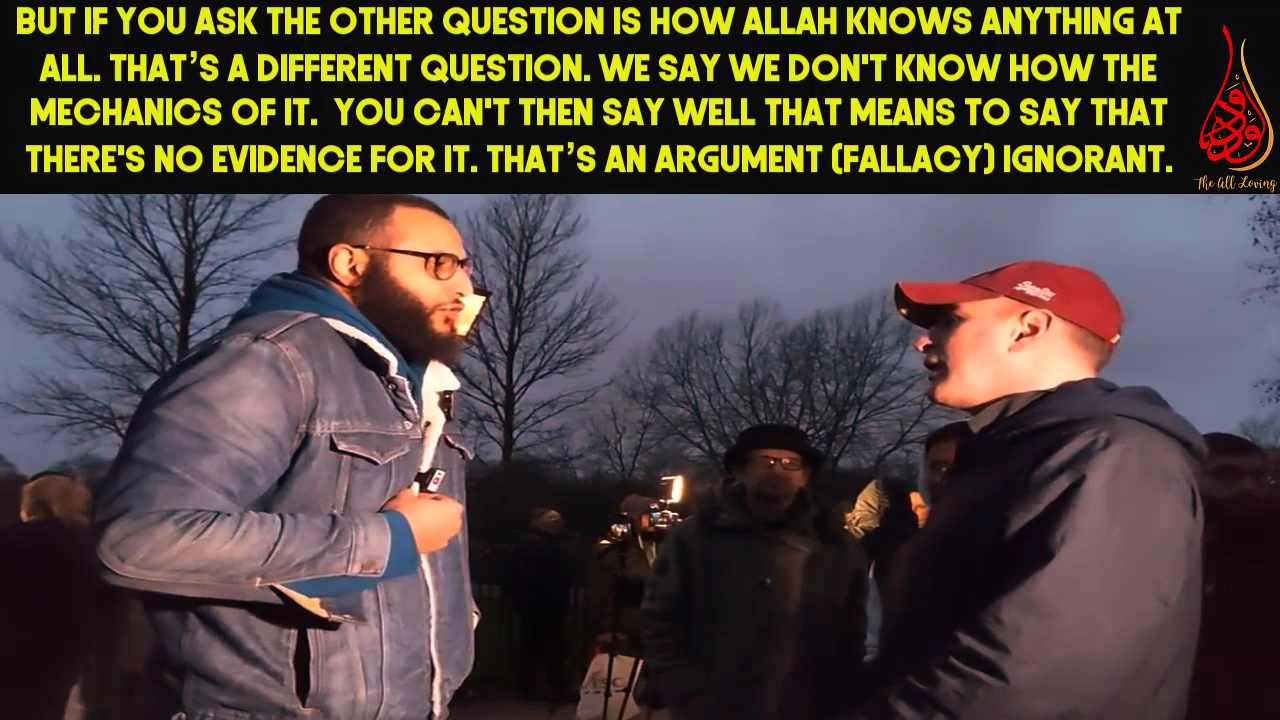 BUT IF YOU ASK THE OTHER QUESTION IS HOW ALLAH KNOWS ANYTHING AT
ALL. THAT'S A DIFFERENT QUESTION. WE SAY WE DON'T KNOW HOW THE
MECHANICS OF IT. YOU CAN'T THEN SAY WELL THAT MEANS TO SAY THAT
THERE'S NO EVIDENCE FOR IT. THAT'S AN ARGUMENT (FALLACY) IGNORANT.
The All Loving